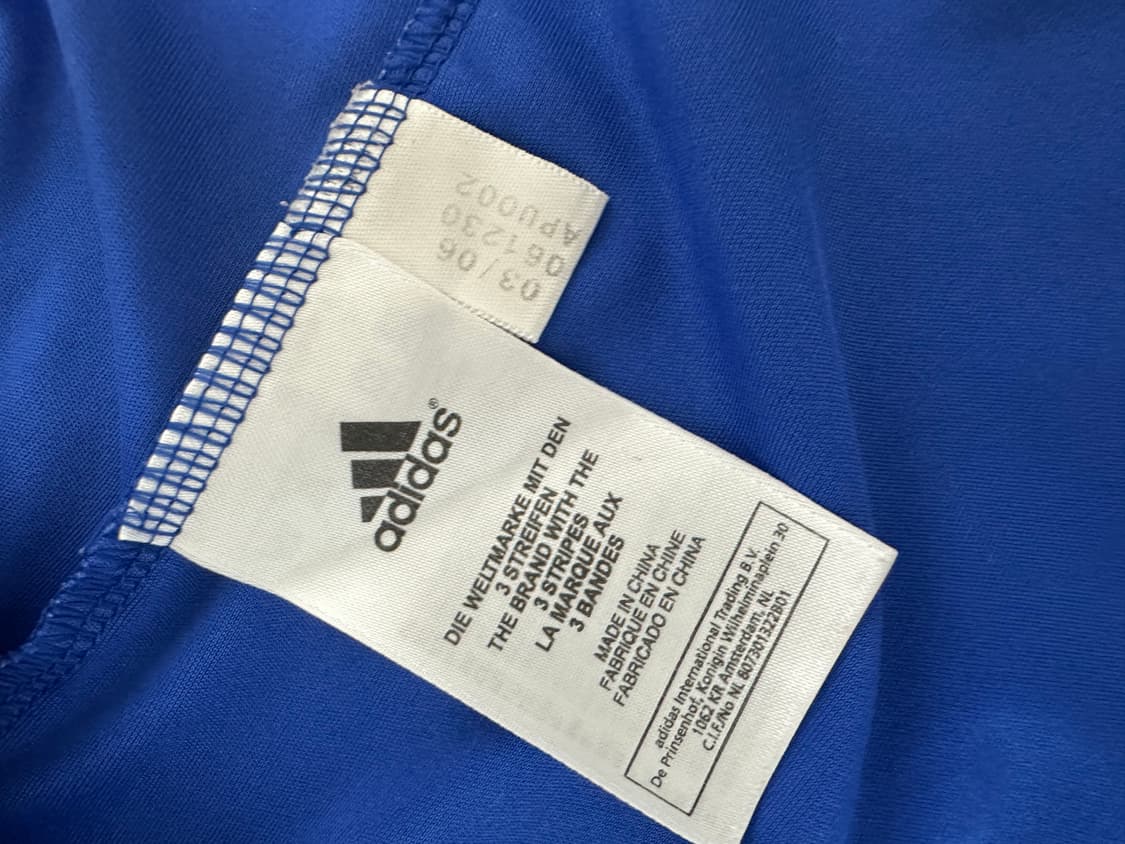 03/06
061230
APU002
adidas®
DIE WELTMARKE MIT DEN
3 STREIFEN
THE BRAND WITH THE
3 STRIPES
LA MARQUE AUX
3 BANDES
MADE IN CHINA
FABRIQUE EN CHINE
FABRICADO EN CHINA
adidas International Trading B.V.
De Prinsenhof, Konigin Wilhelminaplein 30
1062 KR Amsterdam, NL
C.I.F./No NL 807301322B01